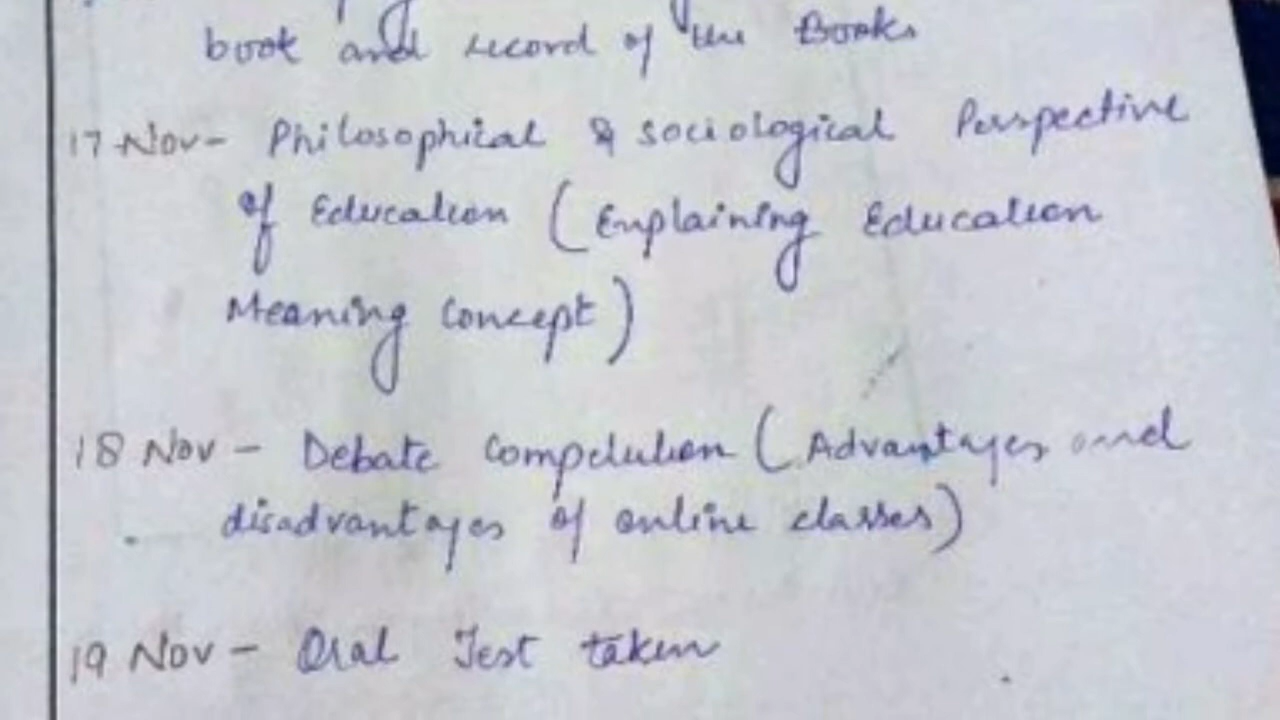 book and record of the Books
17 Nov- Philosophical & sociological Perspective
of Education (Explaining Education
Meaning Concept)
18 Nov - Debate Competition (Advantages and
disadvantages of online classes)
19 Nov - Oral Test taken